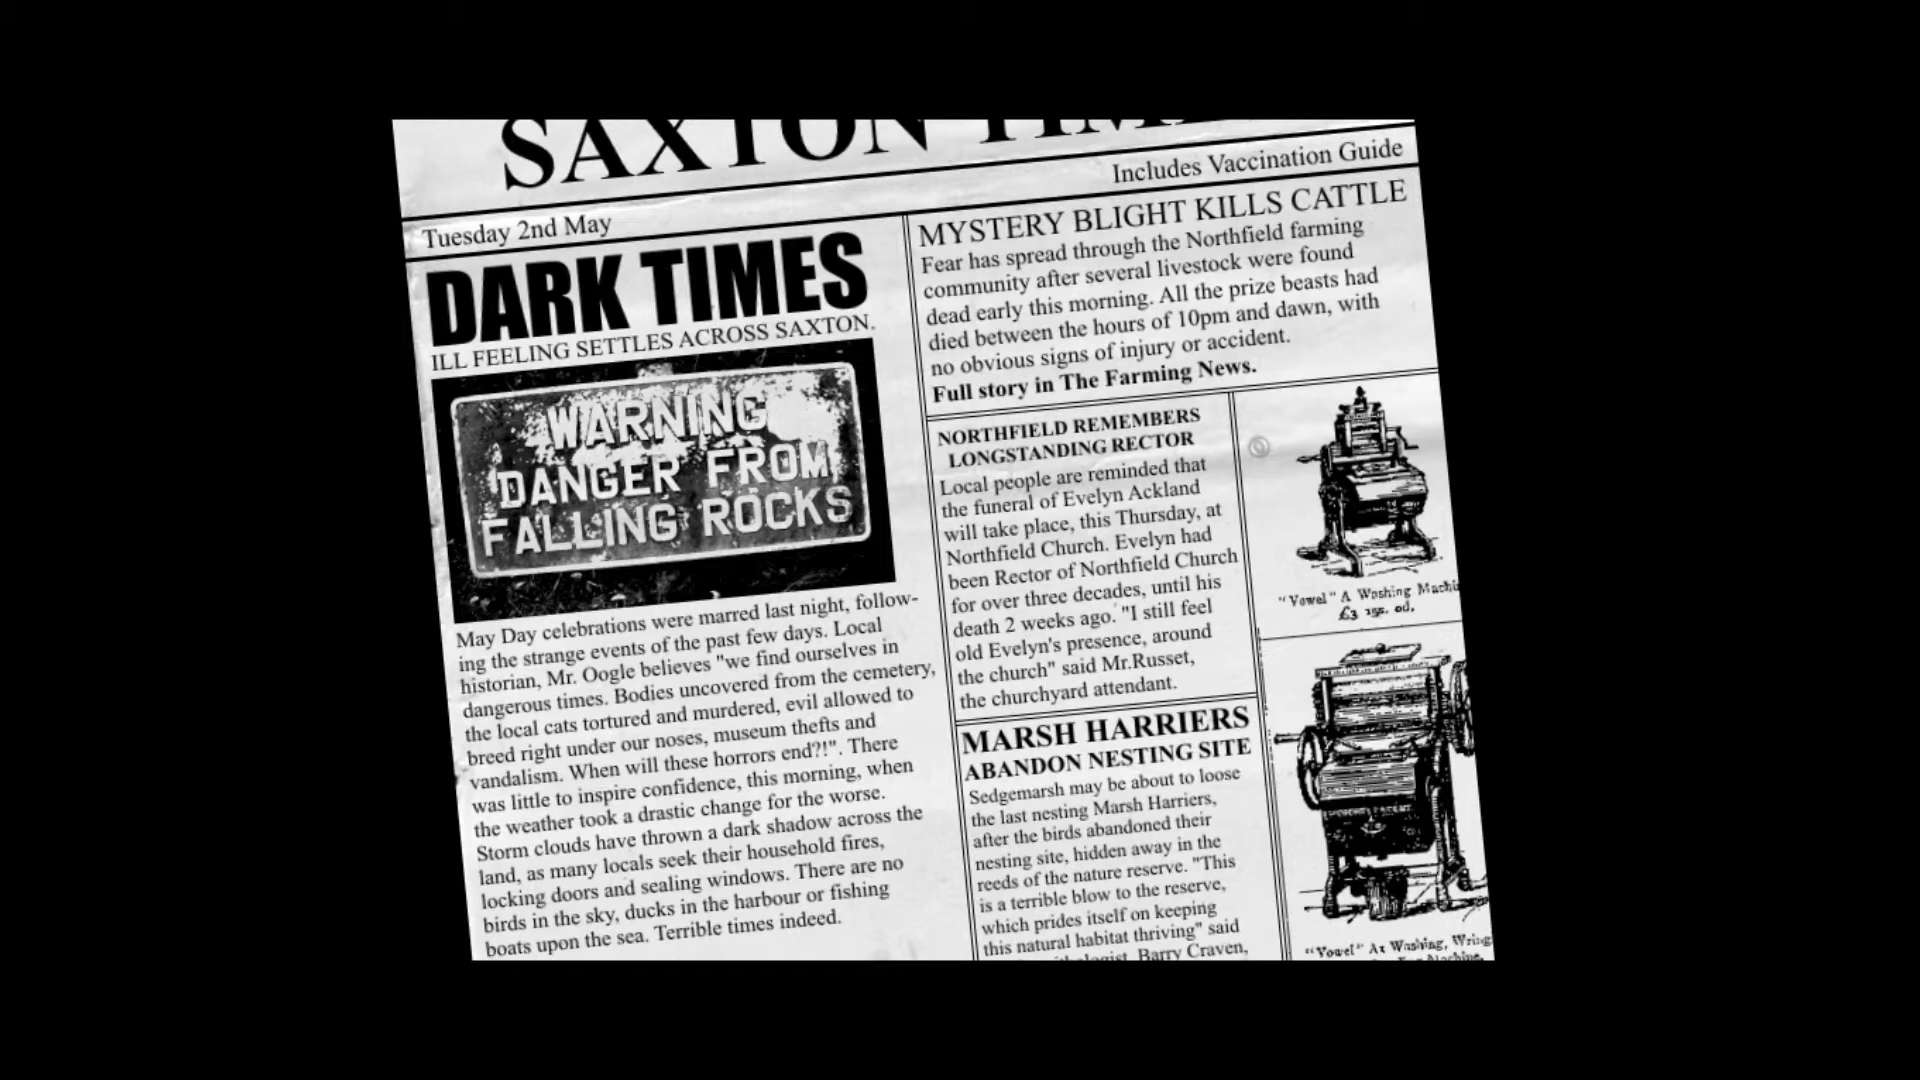 SAXTON TIM
Includes Vaccination Guide
Tuesday 2nd May
DARK TIMES
ILL FEELING SETTLES ACROSS SAXTON.
WARNING
DANGER FROM
FALLING ROCKS
May Day celebrations were marred last night, follow-
ing the strange events of the past few days. Local
historian, Mr. Oogle believes "we find ourselves in
dangerous times. Bodies uncovered from the cemetery,
the local cats tortured and murdered, evil allowed to
breed right under our noses, museum thefts and
vandalism. When will these horrors end?!". There
was little to inspire confidence, this morning, when
the weather took a drastic change for the worse.
Storm clouds have thrown a dark shadow across the
land, as many locals seek their household fires,
locking doors and sealing windows. There are no
birds in the sky, ducks in the harbour or fishing
boats upon the sea. Terrible times indeed.
MYSTERY BLIGHT KILLS CATTLE
Fear has spread through the Northfield farming
community after several livestock were found
dead early this morning. All the prize beasts had
died between the hours of 10pm and dawn, with
no obvious signs of injury or accident.
Full story in The Farming News.
NORTHFIELD REMEMBERS
LONGSTANDING RECTOR
Local people are reminded that
the funeral of Evelyn Ackland
will take place, this Thursday, at
Northfield Church. Evelyn had
been Rector of Northfield Church
for over three decades, until his
death 2 weeks ago. "I still feel
old Evelyn's presence, around
the church" said Mr.Russet,
the churchyard attendant.
MARSH HARRIERS
ABANDON NESTING SITE
Sedgemarsh may be about to loose
the last nesting Marsh Harriers,
after the birds abandoned their
nesting site, hidden away in the
reeds of the nature reserve. "This
is a terrible blow to the reserve,
which prides itself on keeping
this natural habitat thriving" said
Barry Craven,
"Vowel" A Washing Machi
£3 15s. 0d.
"Vowel" A1 Washing, Wring